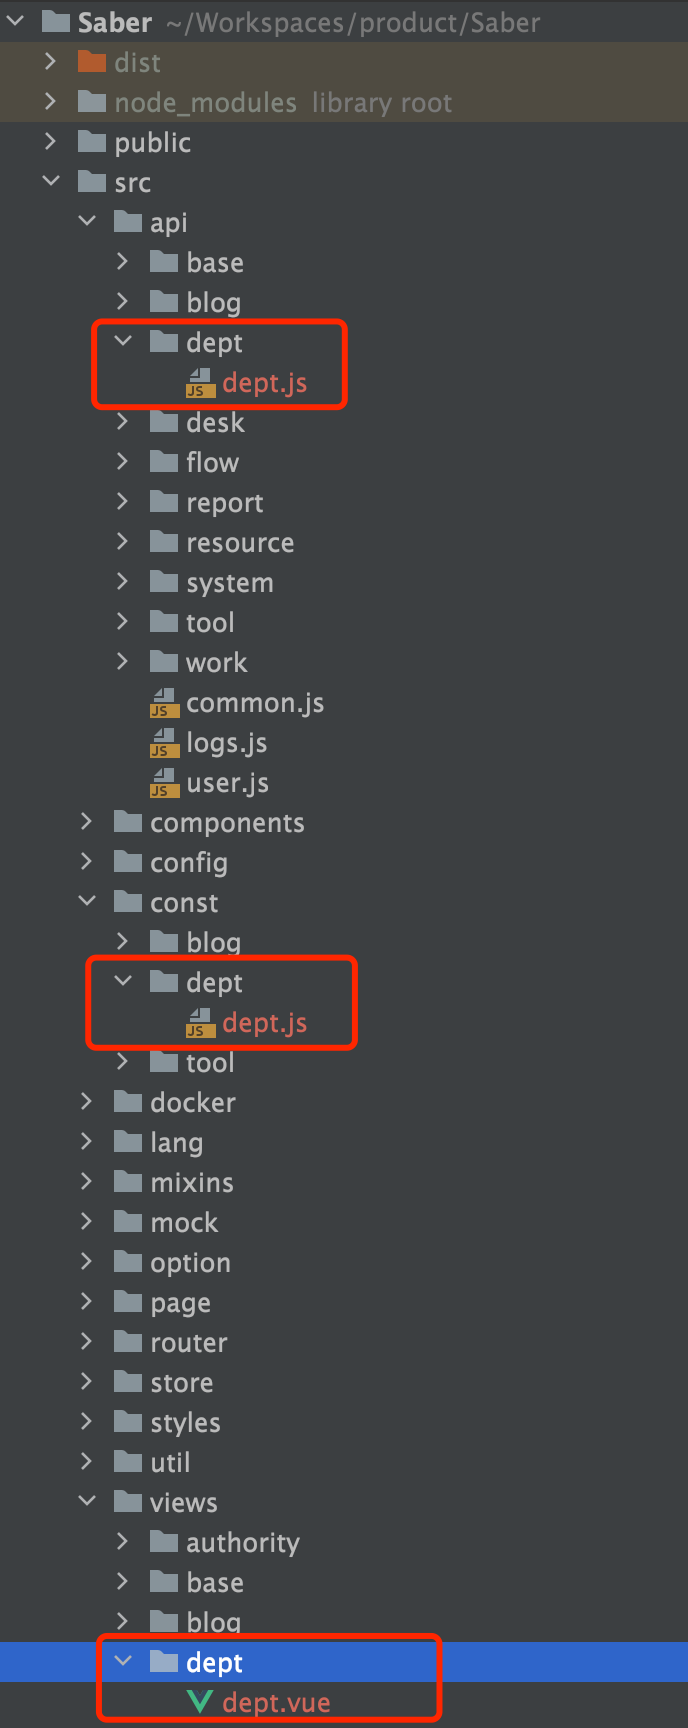 Saber ~/Workspaces/product/Saber
dist
node_modules library root
public
src
api
base
blog
dept
JS dept.js
desk
flow
report
resource
system
tool
work
JS common.js
JS logs.js
JS user.js
components
config
const
blog
dept
JS dept.js
tool
docker
lang
mixins
mock
option
page
router
store
styles
util
views
authority
base
blog
dept
dept.vue